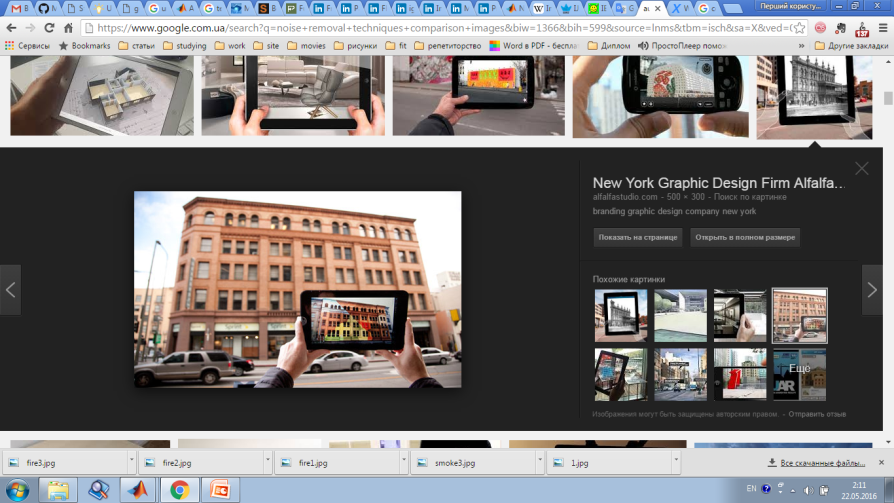 Перший користу...
https://www.google.com.ua/search?q=noise+removal+techniques+comparison+images&biw=1366&bih=599&source=lnms&tbm=isch&sa=X&ved=0
137
Сервисы
Bookmarks
статьи
studying
work
site
movies
рисунки
fit
репетиторство
Word в PDF - бесплат
Диплом
ПростоПлеер помон
»
Другие закладки
New York Graphic Design Firm Alfalfa...
alfalfastudio.com - 500 × 300 - Поиск по картинке
branding graphic design company new york
Показать на странице
Открыть в полном размере
Похожие картинки
Ещё
Изображения могут быть защищены авторским правом. - Отправить отзыв
fire3.jpg
fire2.jpg
fire1.jpg
smoke3.jpg
1.jpg
Все скачанные файлы...
EN
2:11
22.05.2016